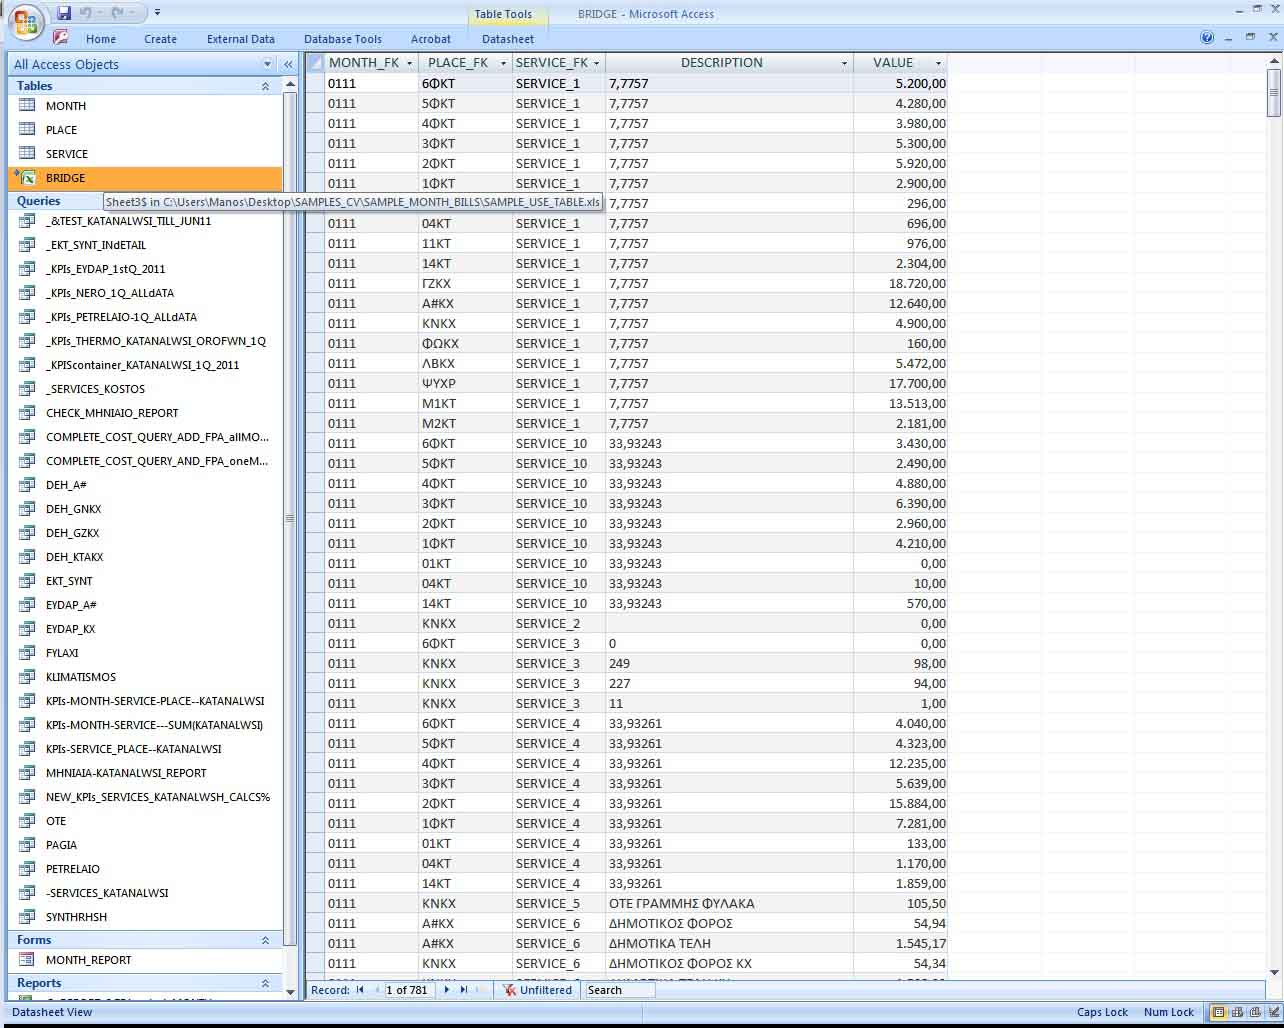 Table Tools BRIDGE - Microsoft Access
Home Create External Data Database Tools Acrobat Datasheet
All Access Objects
Tables
MONTH
PLACE
SERVICE
BRIDGE
Sheet3$ in C:\Users\Manos\Desktop\SAMPLES_CV\SAMPLE_MONTH_BILLS\SAMPLE_USE_TABLE.xls
Queries
_&TEST_KATANALWSI_TILL_JUN11
_EKT_SYNT_INdETAIL
_KPIs_EYDAP_1stQ_2011
_KPIs_NERO_1Q_ALLdATA
_KPIs_PETRELAIO-1Q_ALLdATA
_KPIs_THERMO_KATANALWSI_OROFWN_1Q
_KPIScontainer_KATANALWSI_1Q_2011
_SERVICES_KOSTOS
CHECK_MHNIAIO_REPORT
COMPLETE_COST_QUERY_ADD_FPA_allMO...
COMPLETE_COST_QUERY_AND_FPA_oneM...
DEH_A#
DEH_GNKX
DEH_GZKX
DEH_KTAKX
EKT_SYNT
EYDAP_A#
EYDAP_KX
FYLAXI
KLIMATISMOS
KPIs-MONTH-SERVICE-PLACE--KATANALWSI
KPIs-MONTH-SERVICE---SUM(KATANALWSI)
KPIs-SERVICE_PLACE--KATANALWSI
MHNIAIA-KATANALWSI_REPORT
NEW_KPIs_SERVICES_KATANALWSH_CALCS%
OTE
PAGIA
PETRELAIO
-SERVICES_KATANALWSI
SYNTHRHSH
Forms
MONTH_REPORT
Reports
MONTH_FK PLACE_FK SERVICE_FK DESCRIPTION VALUE
0111 6ΦΚΤ SERVICE_1 7,7757 5.200,00
0111 5ΦΚΤ SERVICE_1 7,7757 4.280,00
0111 4ΦΚΤ SERVICE_1 7,7757 3.980,00
0111 3ΦΚΤ SERVICE_1 7,7757 5.300,00
0111 2ΦΚΤ SERVICE_1 7,7757 5.920,00
0111 1ΦΚΤ SERVICE_1 7,7757 2.900,00
7,7757 296,00
0111 04ΚΤ SERVICE_1 7,7757 696,00
0111 11ΚΤ SERVICE_1 7,7757 976,00
0111 14ΚΤ SERVICE_1 7,7757 2.304,00
0111 ΓΖΚΧ SERVICE_1 7,7757 18.720,00
0111 Α#ΚΧ SERVICE_1 7,7757 12.640,00
0111 ΚΝΚΧ SERVICE_1 7,7757 4.900,00
0111 ΦΩΚΧ SERVICE_1 7,7757 160,00
0111 ΛΒΚΧ SERVICE_1 7,7757 5.472,00
0111 ΨΥΧΡ SERVICE_1 7,7757 17.700,00
0111 Μ1ΚΤ SERVICE_1 7,7757 13.513,00
0111 Μ2ΚΤ SERVICE_1 7,7757 2.181,00
0111 6ΦΚΤ SERVICE_10 33,93243 3.430,00
0111 5ΦΚΤ SERVICE_10 33,93243 2.490,00
0111 4ΦΚΤ SERVICE_10 33,93243 4.880,00
0111 3ΦΚΤ SERVICE_10 33,93243 6.390,00
0111 2ΦΚΤ SERVICE_10 33,93243 2.960,00
0111 1ΦΚΤ SERVICE_10 33,93243 4.210,00
0111 01ΚΤ SERVICE_10 33,93243 0,00
0111 04ΚΤ SERVICE_10 33,93243 10,00
0111 14ΚΤ SERVICE_10 33,93243 570,00
0111 ΚΝΚΧ SERVICE_2 0,00
0111 6ΦΚΤ SERVICE_3 0 0,00
0111 ΚΝΚΧ SERVICE_3 249 98,00
0111 ΚΝΚΧ SERVICE_3 227 94,00
0111 ΚΝΚΧ SERVICE_3 11 1,00
0111 6ΦΚΤ SERVICE_4 33,93261 4.040,00
0111 5ΦΚΤ SERVICE_4 33,93261 4.323,00
0111 4ΦΚΤ SERVICE_4 33,93261 12.235,00
0111 3ΦΚΤ SERVICE_4 33,93261 5.639,00
0111 2ΦΚΤ SERVICE_4 33,93261 15.884,00
0111 1ΦΚΤ SERVICE_4 33,93261 7.281,00
0111 01ΚΤ SERVICE_4 33,93261 133,00
0111 04ΚΤ SERVICE_4 33,93261 1.170,00
0111 14ΚΤ SERVICE_4 33,93261 1.859,00
0111 ΚΝΚΧ SERVICE_5 ΟΤΕ ΓΡΑΜΜΗΣ ΦΥΛΑΚΑ 105,50
0111 Α#ΚΧ SERVICE_6 ΔΗΜΟΤΙΚΟΣ ΦΟΡΟΣ 54,94
0111 Α#ΚΧ SERVICE_6 ΔΗΜΟΤΙΚΑ ΤΕΛΗ 1.545,17
0111 ΚΝΚΧ SERVICE_6 ΔΗΜΟΤΙΚΟΣ ΦΟΡΟΣ ΚΧ 54,34
Record: 1 of 781 Unfiltered Search
Datasheet View Caps Lock Num Lock